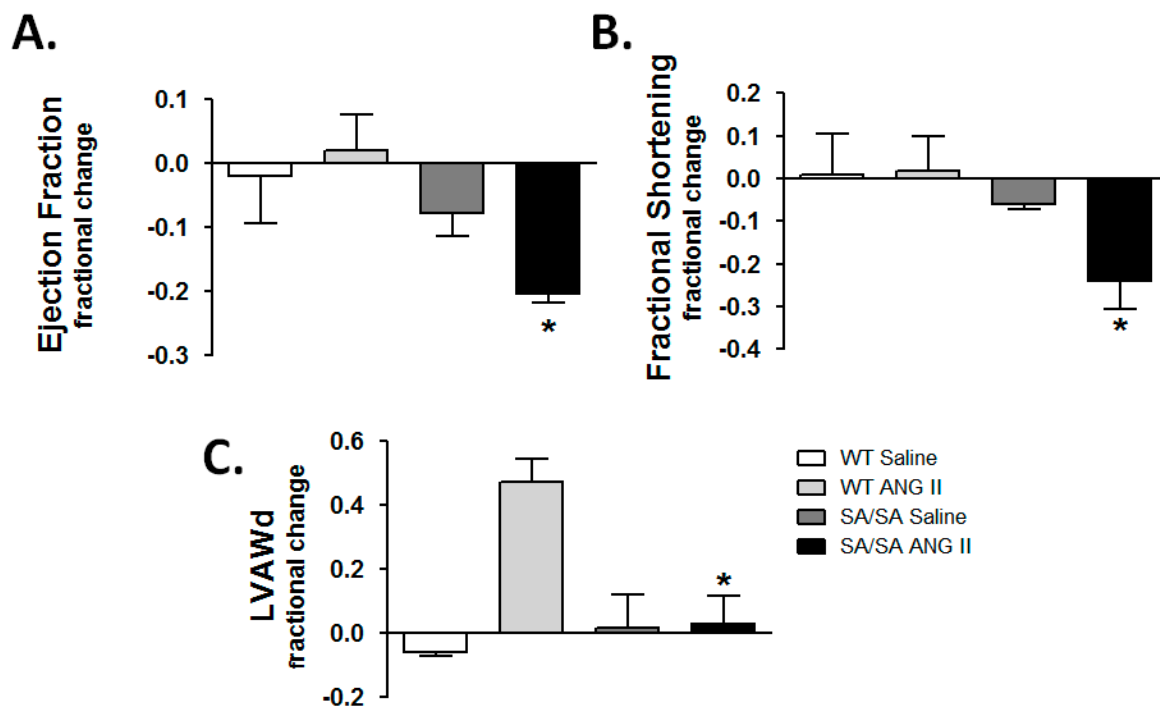 A.
Ejection Fraction
fractional change
0.1
0.0
-0.1
-0.2
-0.3
*
B.
Fractional Shortening
fractional change
0.2
0.1
0.0
-0.1
-0.2
-0.3
-0.4
*
C.
LVAWd
fractional change
0.6
0.4
0.2
0.0
-0.2
*
WT Saline
WT ANG II
SA/SA Saline
SA/SA ANG II